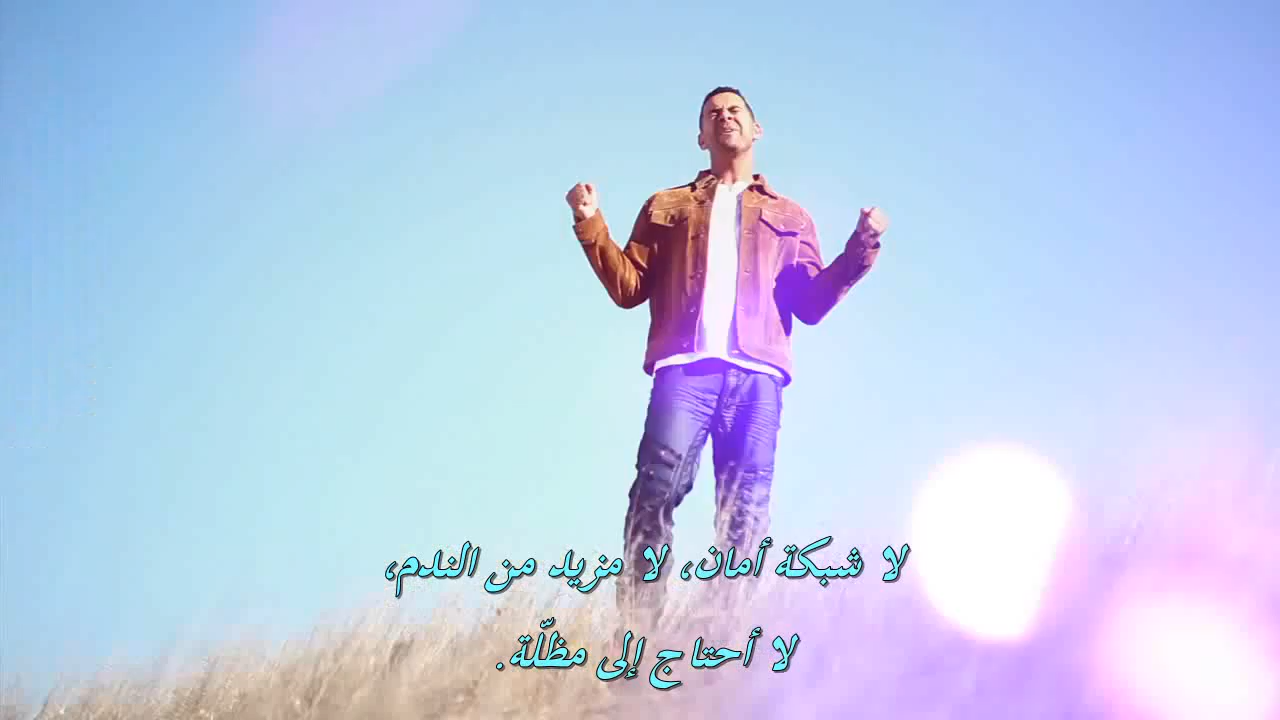 لا شبكة أمان، لا مزيد من الندم،
لا أحتاج إلى مظلّة.